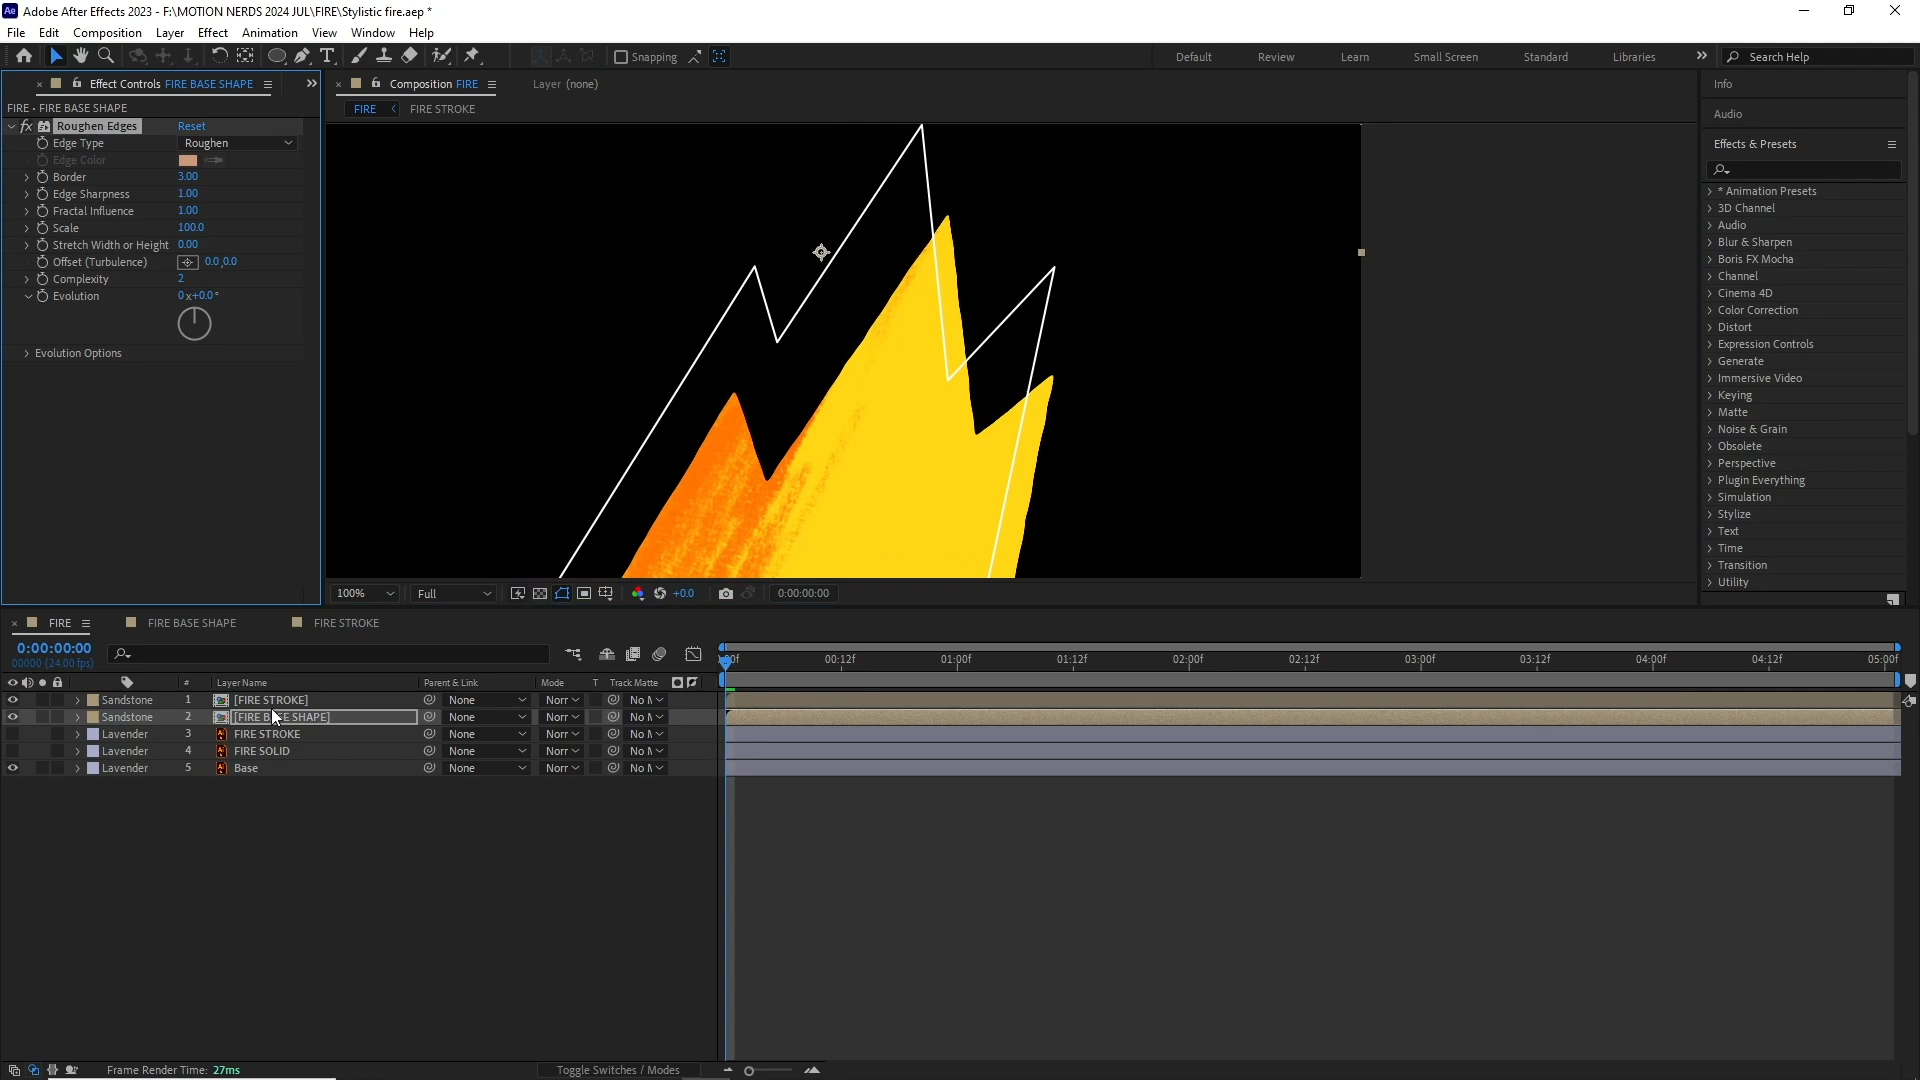 Adobe After Effects 2023 - F:\MOTION NERDS 2024 JUL\FIRE\Stylistic fire.aep *
File Edit Composition Layer Effect Animation View Window Help
Snapping Default Review Learn Small Screen Standard Libraries Search Help
Effect Controls FIRE BASE SHAPE
FIRE • FIRE BASE SHAPE
fx Roughen Edges Reset
Edge Type Roughen
Edge Color
Border 3.00
Edge Sharpness 1.00
Fractal Influence 1.00
Scale 100.0
Stretch Width or Height 0.00
Offset (Turbulence) 0.0,0.0
Complexity 2
Evolution 0x+0.0°
Evolution Options
Composition FIRE Layer (none)
FIRE FIRE STROKE
100% Full +0.0 0:00:00:00
Info
Audio
Effects & Presets
* Animation Presets
3D Channel
Audio
Blur & Sharpen
Boris FX Mocha
Channel
Cinema 4D
Color Correction
Distort
Expression Controls
Generate
Immersive Video
Keying
Matte
Noise & Grain
Obsolete
Perspective
Plugin Everything
Simulation
Stylize
Text
Time
Transition
Utility
FIRE FIRE BASE SHAPE FIRE STROKE
0:00:00:00
00000 (24.00 fps)
00:12f 01:00f 01:12f 02:00f 02:12f 03:00f 03:12f 04:00f 04:12f 05:00f
# Layer Name Parent & Link Mode T Track Matte
Sandstone 1 [FIRE STROKE] None Norr No
Sandstone 2 [FIRE BASE SHAPE] None Norr No
Lavender 3 Ai FIRE STROKE None Norr No
Lavender 4 Ai FIRE SOLID None Norr No
Lavender 5 Ai Base None Norr No
Frame Render Time: 27ms Toggle Switches / Modes